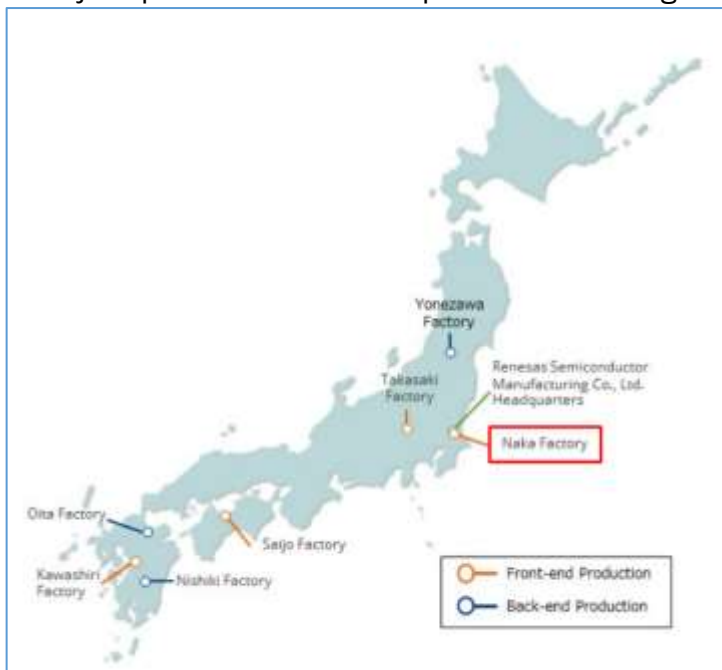 Yonezawa
Factory
Renesas Semiconductor
Manufacturing Co., Ltd.
Headquarters
Takasaki
Factory
Naka Factory
Oita Factory
Saijo Factory
Kawashiri
Factory
Nishiki Factory
Front-end Production
Back-end Production